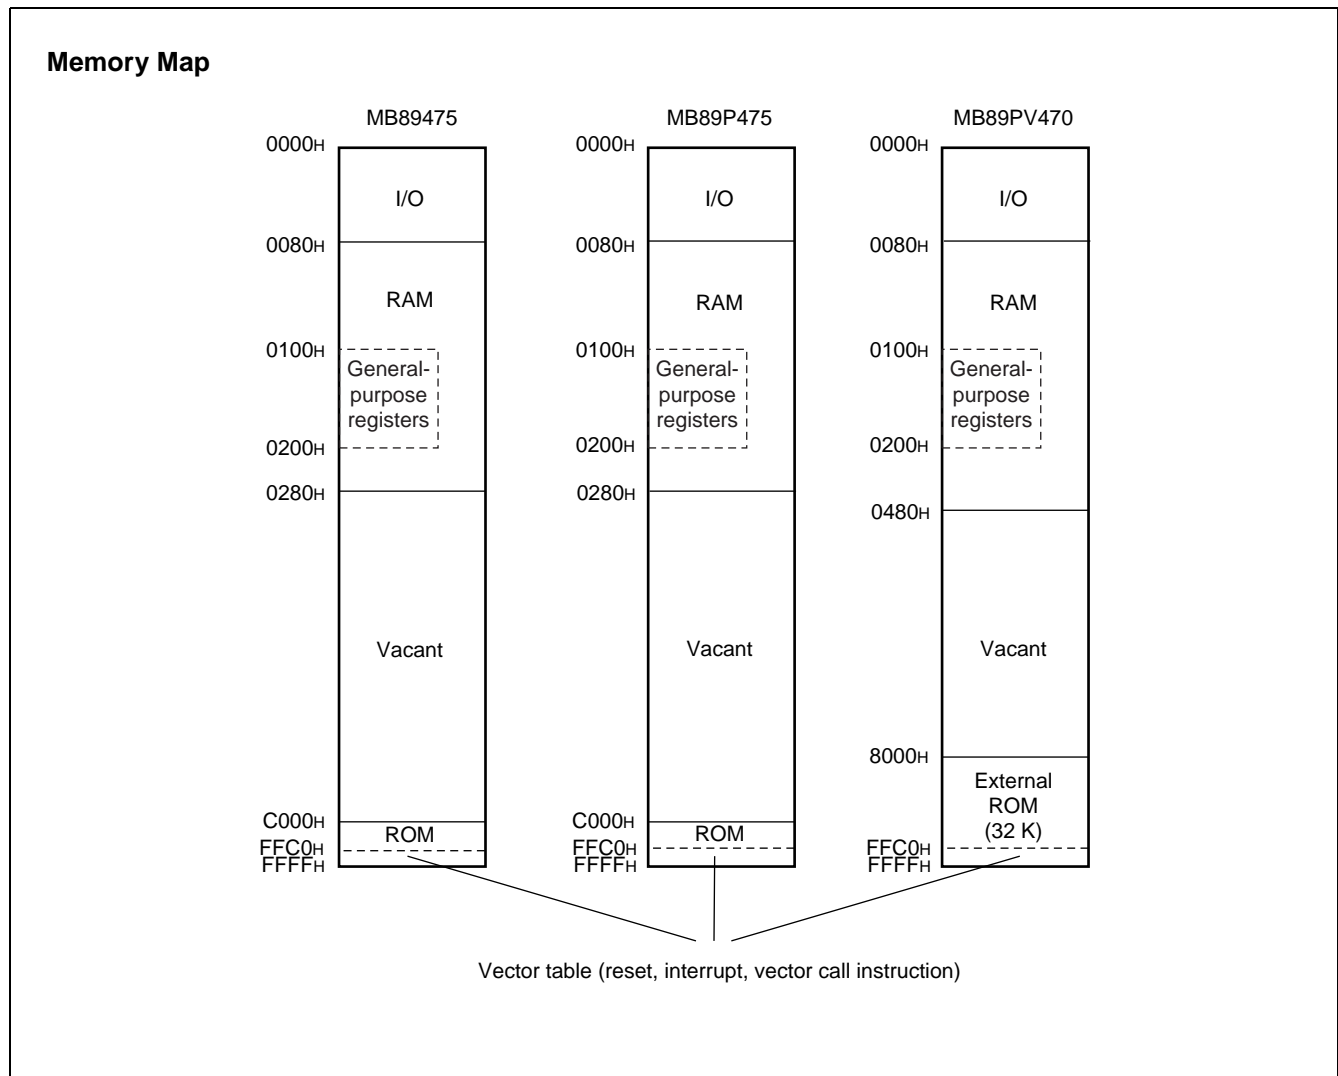 Memory Map
MB89475
0000H
I/O
0080H
RAM
0100H
General-
purpose
registers
0200H
0280H
Vacant
C000H
ROM
FFC0H
FFFFH
MB89P475
0000H
I/O
0080H
RAM
0100H
General-
purpose
registers
0200H
0280H
Vacant
C000H
ROM
FFC0H
FFFFH
MB89PV470
0000H
I/O
0080H
RAM
0100H
General-
purpose
registers
0200H
0480H
Vacant
8000H
External
ROM
(32 K)
FFC0H
FFFFH
Vector table (reset, interrupt, vector call instruction)